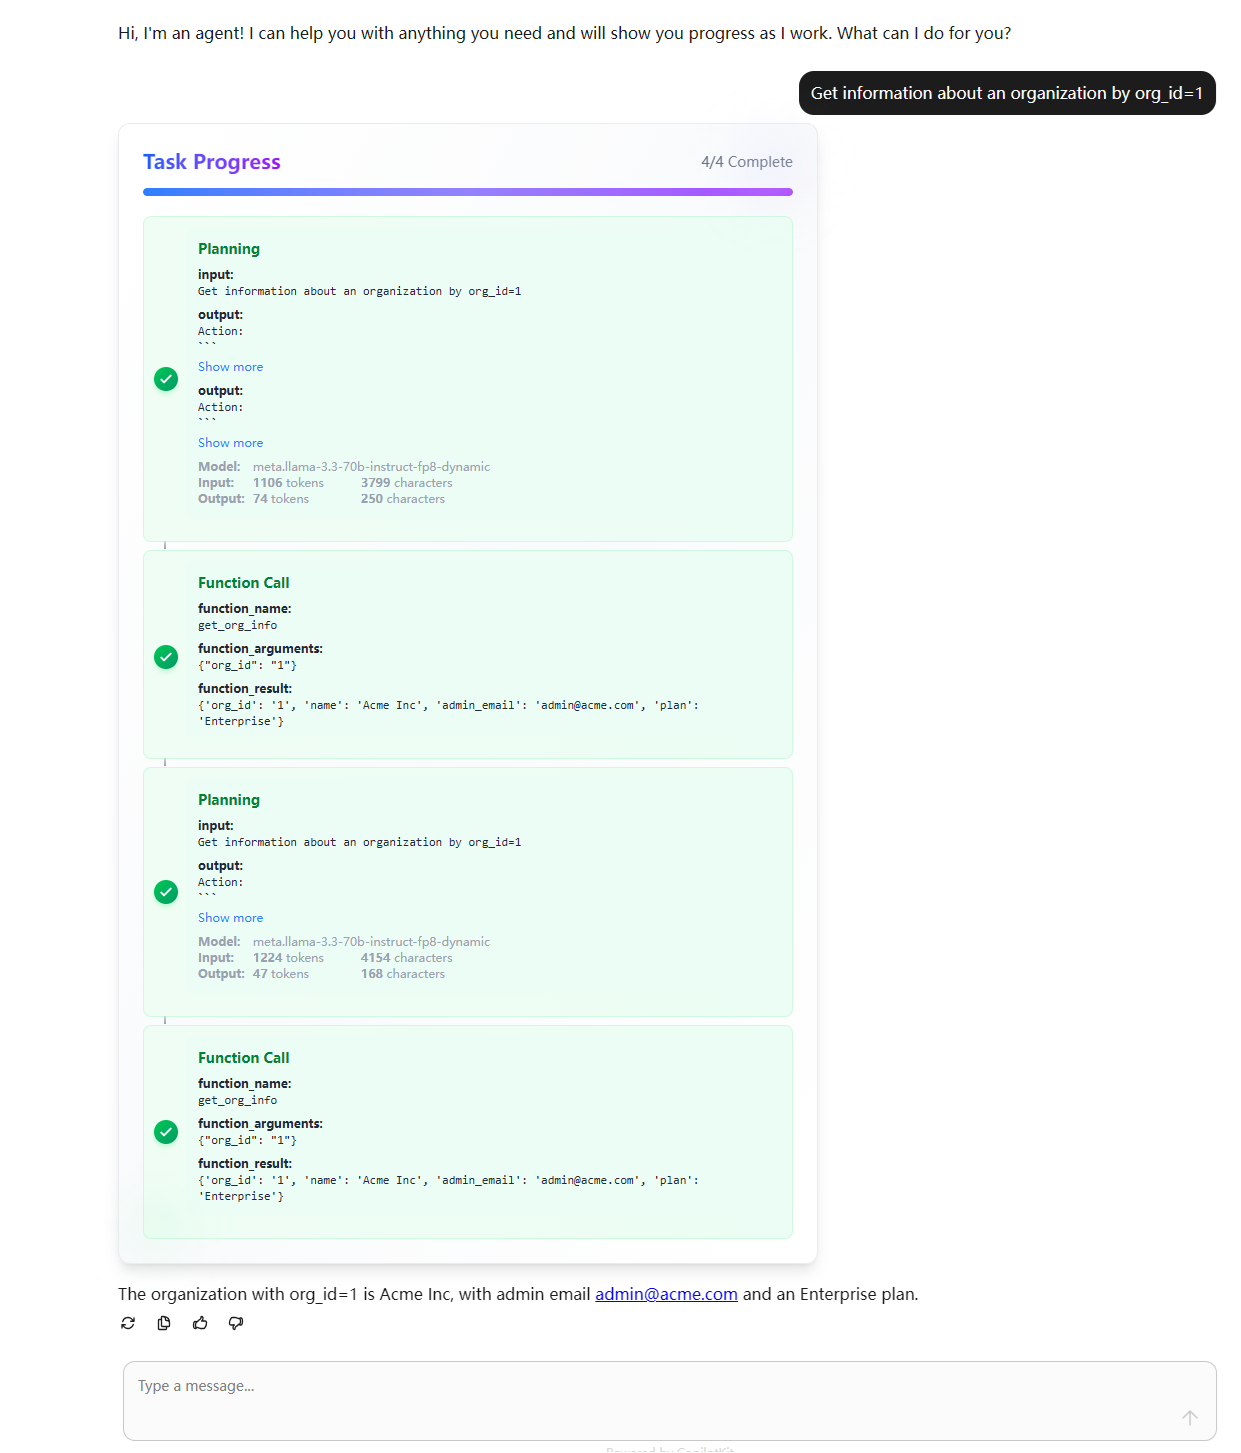 Hi, I'm an agent! I can help you with anything you need and will show you progress as I work. What can I do for you?
Get information about an organization by org_id=1
Task Progress
4/4 Complete
Planning
input:
Get information about an organization by org_id=1
output:
Action:
```
Show more
output:
Action:
```
Show more
Model: meta.llama-3.3-70b-instruct-fp8-dynamic
Input: 1106 tokens 3799 characters
Output: 74 tokens 250 characters
Function Call
function_name:
get_org_info
function_arguments:
{"org_id": "1"}
function_result:
{'org_id': '1', 'name': 'Acme Inc', 'admin_email': 'admin@acme.com', 'plan':
'Enterprise'}
Planning
input:
Get information about an organization by org_id=1
output:
Action:
```
Show more
Model: meta.llama-3.3-70b-instruct-fp8-dynamic
Input: 1224 tokens 4154 characters
Output: 47 tokens 168 characters
Function Call
function_name:
get_org_info
function_arguments:
{"org_id": "1"}
function_result:
{'org_id': '1', 'name': 'Acme Inc', 'admin_email': 'admin@acme.com', 'plan':
'Enterprise'}
The organization with org_id=1 is Acme Inc, with admin email admin@acme.com and an Enterprise plan.
Type a message...
Powered by CopilotKit